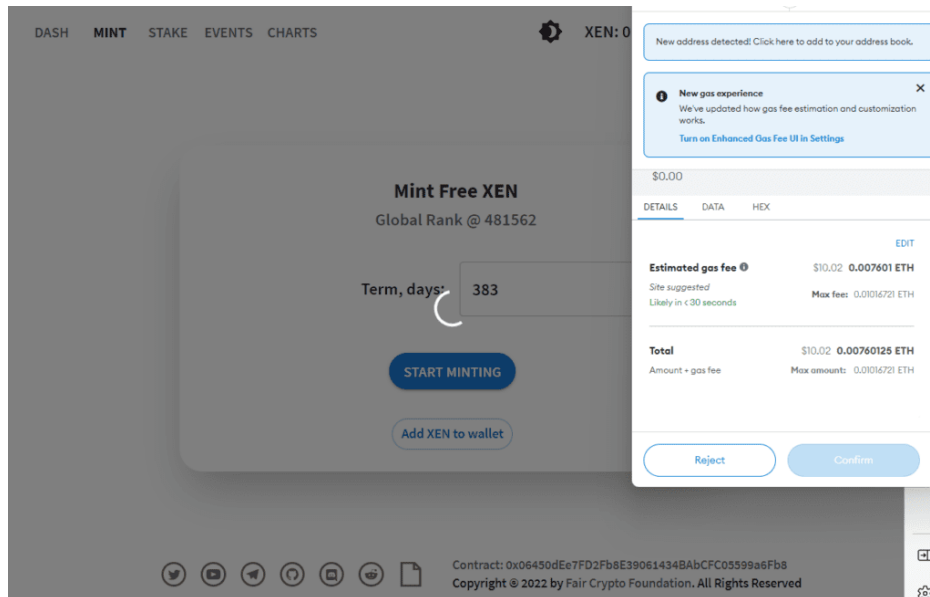 DASH MINT STAKE EVENTS CHARTS XEN: 0
New address detected! Click here to add to your address book.
New gas experience
We've updated how gas fee estimation and customization
works.
Turn on Enhanced Gas Fee UI in Settings
$0.00
DETAILS DATA HEX
EDIT
Estimated gas fee $10.02 0.007601 ETH
Site suggested Max fee: 0.01016721 ETH
Likely in < 30 seconds
Total $10.02 0.00760125 ETH
Amount + gas fee Max amount: 0.01016721 ETH
Reject Confirm
Mint Free XEN
Global Rank @ 481562
Term, days: 383
START MINTING
Add XEN to wallet
Contract: 0x06450dEe7FD2Fb8E39061434BAbCFC05599a6Fb8
Copyright © 2022 by Fair Crypto Foundation. All Rights Reserved